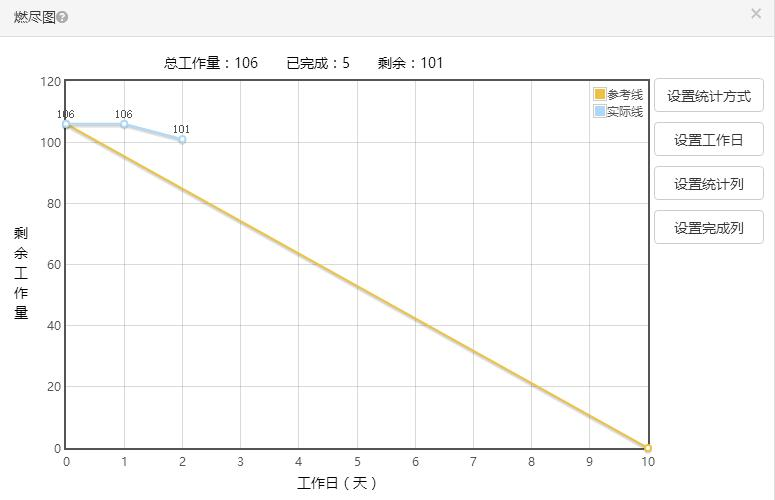 燃尽图?
×
总工作量：106 已完成：5 剩余：101
120
100
80
60
40
20
0
剩余工作量
106
106
101
参考线
实际线
0 1 2 3 4 5 6 7 8 9 10
工作日（天）
设置统计方式
设置工作日
设置统计列
设置完成列